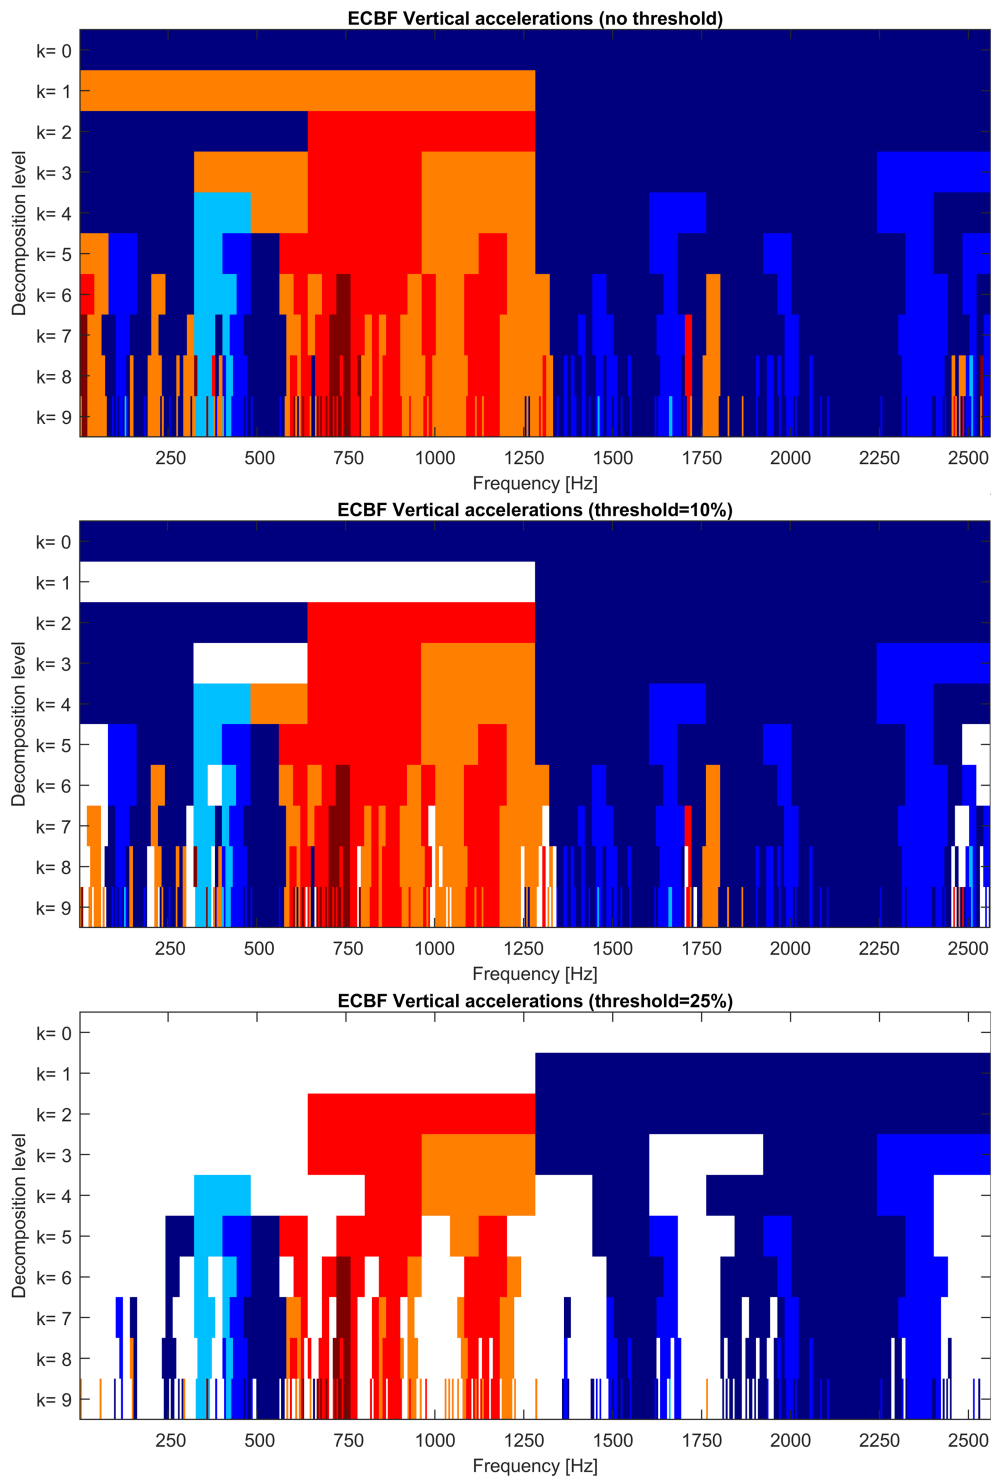 ECBF Vertical accelerations (no threshold)
k= 0
k= 1
k= 2
k= 3
k= 4
k= 5
k= 6
k= 7
k= 8
k= 9
Decomposition level
250 500 750 1000 1250 1500 1750 2000 2250 2500
Frequency [Hz]
ECBF Vertical accelerations (threshold=10%)
k= 0
k= 1
k= 2
k= 3
k= 4
k= 5
k= 6
k= 7
k= 8
k= 9
Decomposition level
250 500 750 1000 1250 1500 1750 2000 2250 2500
Frequency [Hz]
ECBF Vertical accelerations (threshold=25%)
k= 0
k= 1
k= 2
k= 3
k= 4
k= 5
k= 6
k= 7
k= 8
k= 9
Decomposition level
250 500 750 1000 1250 1500 1750 2000 2250 2500
Frequency [Hz]